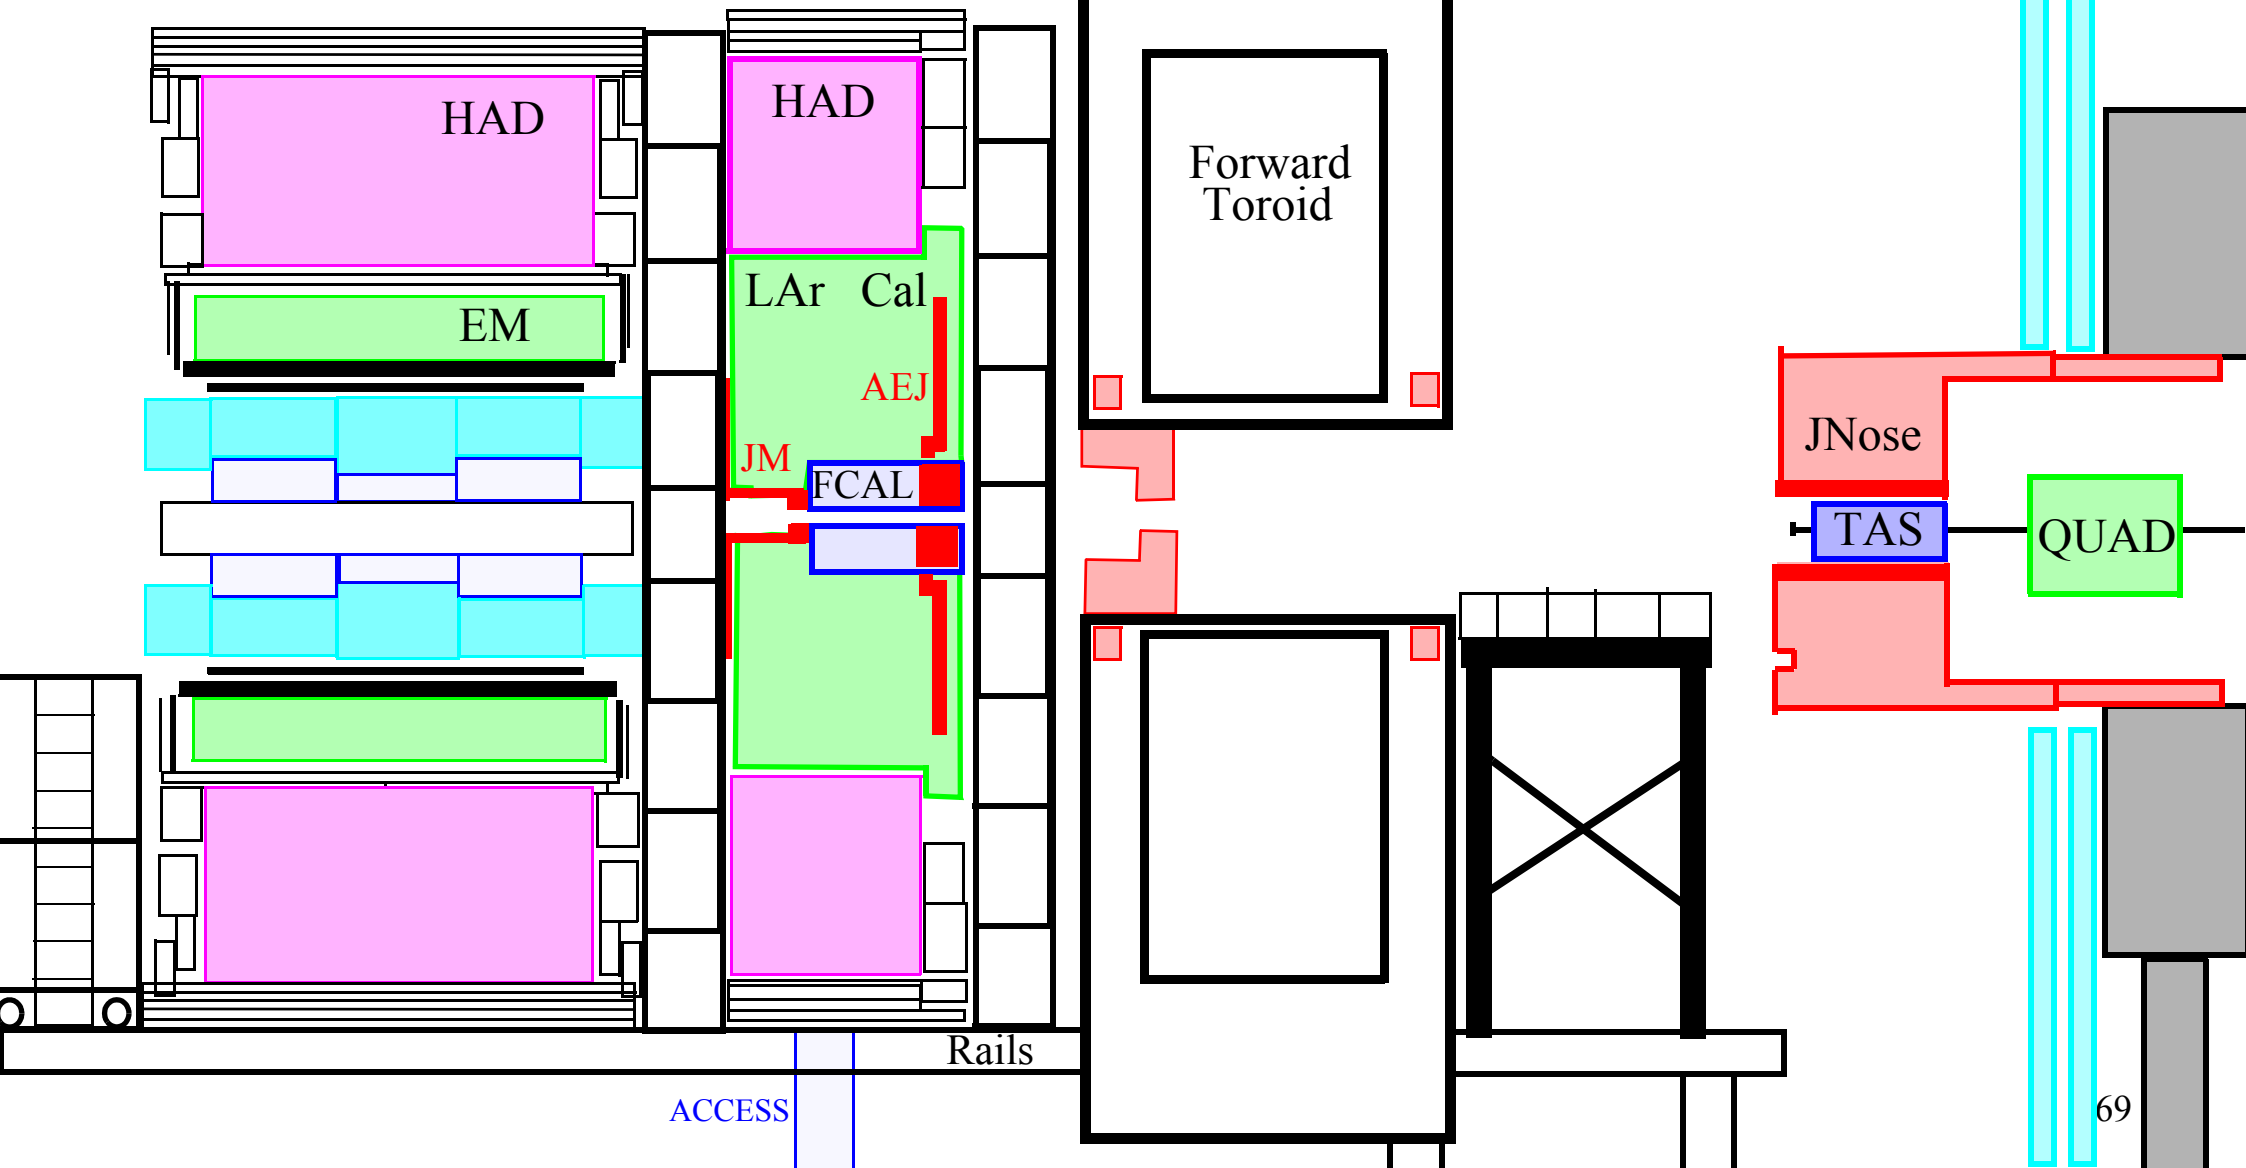 HAD
HAD
Forward
Toroid
LAr Cal
EM
AEJ
JM
FCAL
JNose
TAS
QUAD
Rails
ACCESS
69